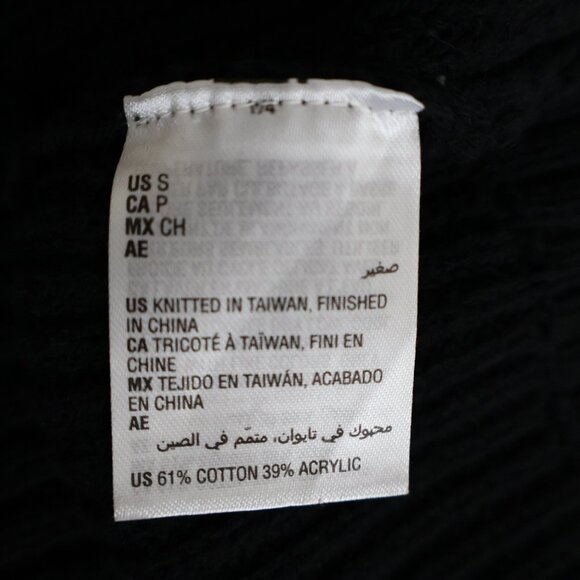 US S
CA P
MX CH
AE
صغير
US KNITTED IN TAIWAN, FINISHED
IN CHINA
CA TRICOTÉ À TAÏWAN, FINI EN
CHINE
MX TEJIDO EN TAIWÁN, ACABADO
EN CHINA
AE
محبوك في تايوان، متمّم في الصين
US 61% COTTON 39% ACRYLIC